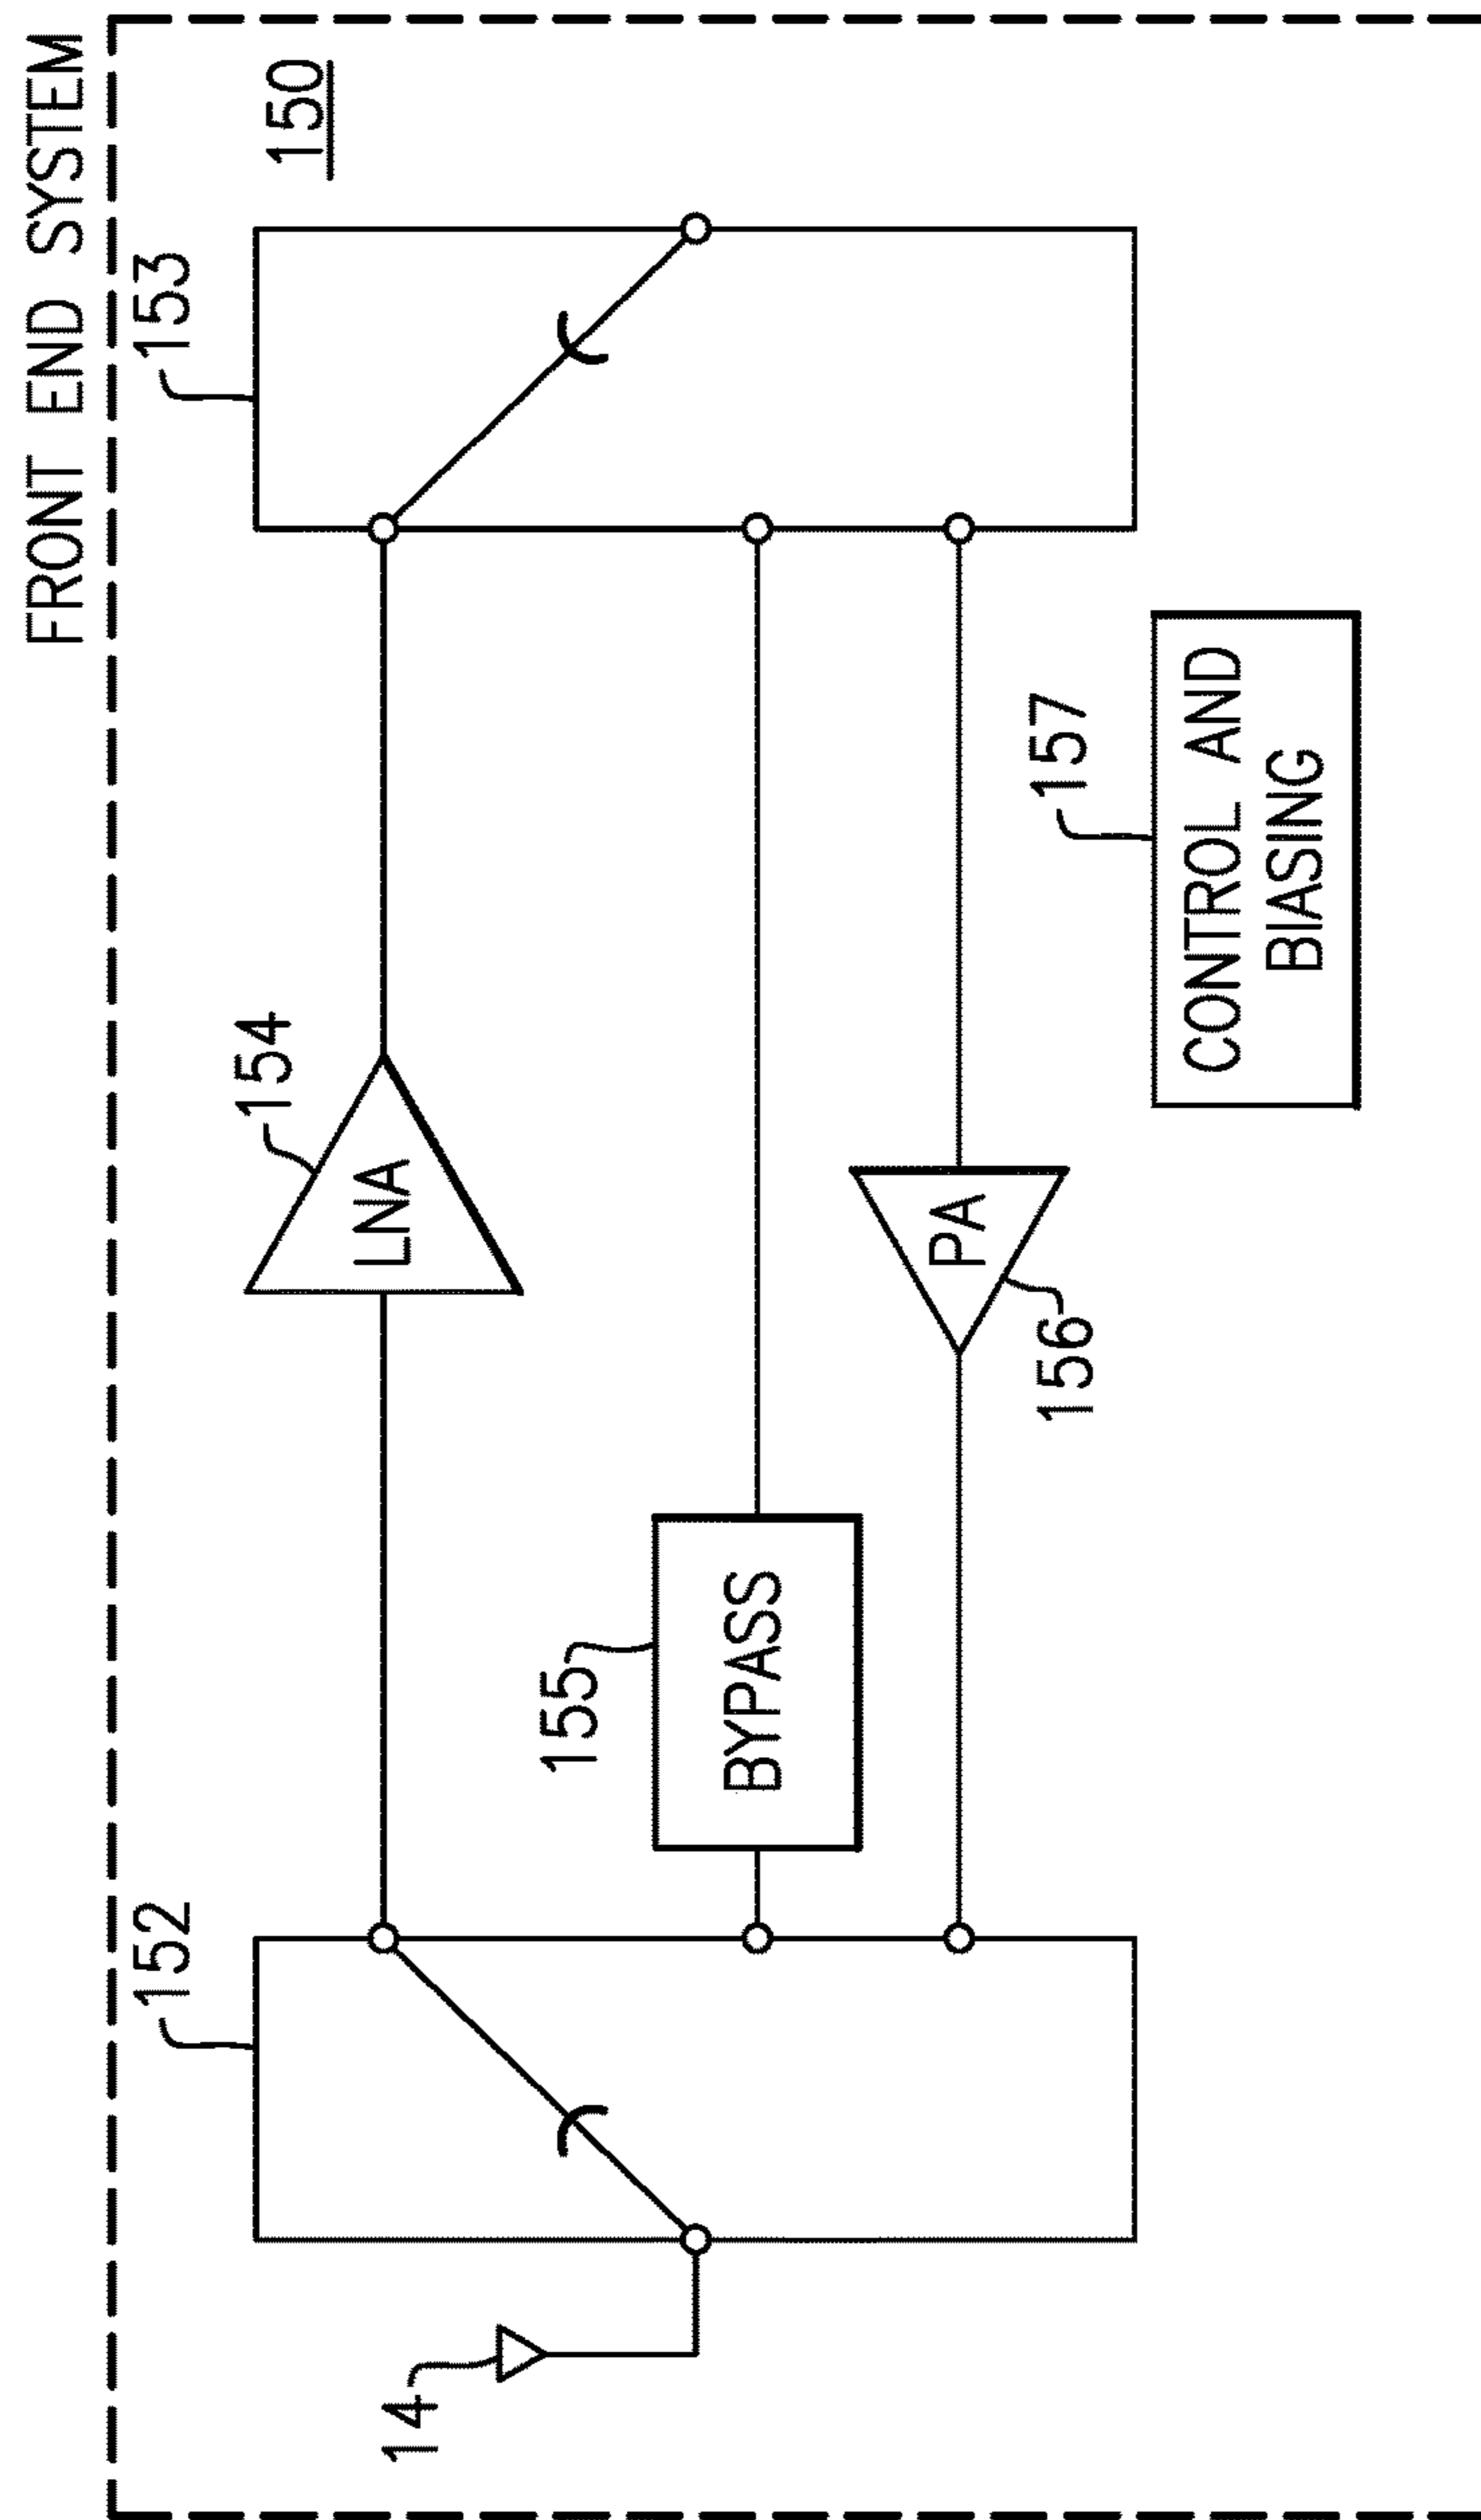 FRONT END SYSTEM
150
152
153
154
LNA
14
155
BYPASS
PA
156
157
CONTROL AND
BIASING